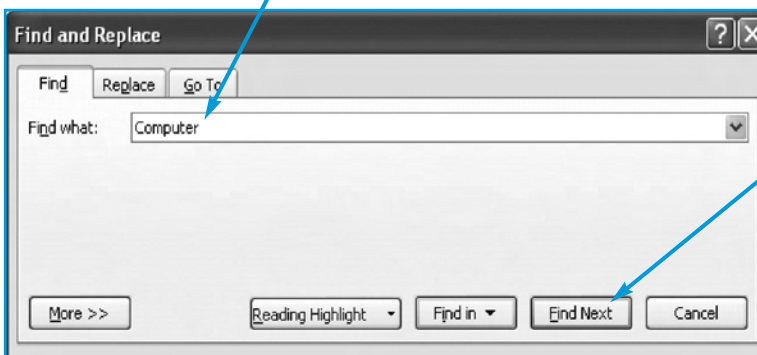 Find and Replace
Find Replace Go To
Find what: Computer
More >> Reading Highlight Find in Find Next Cancel